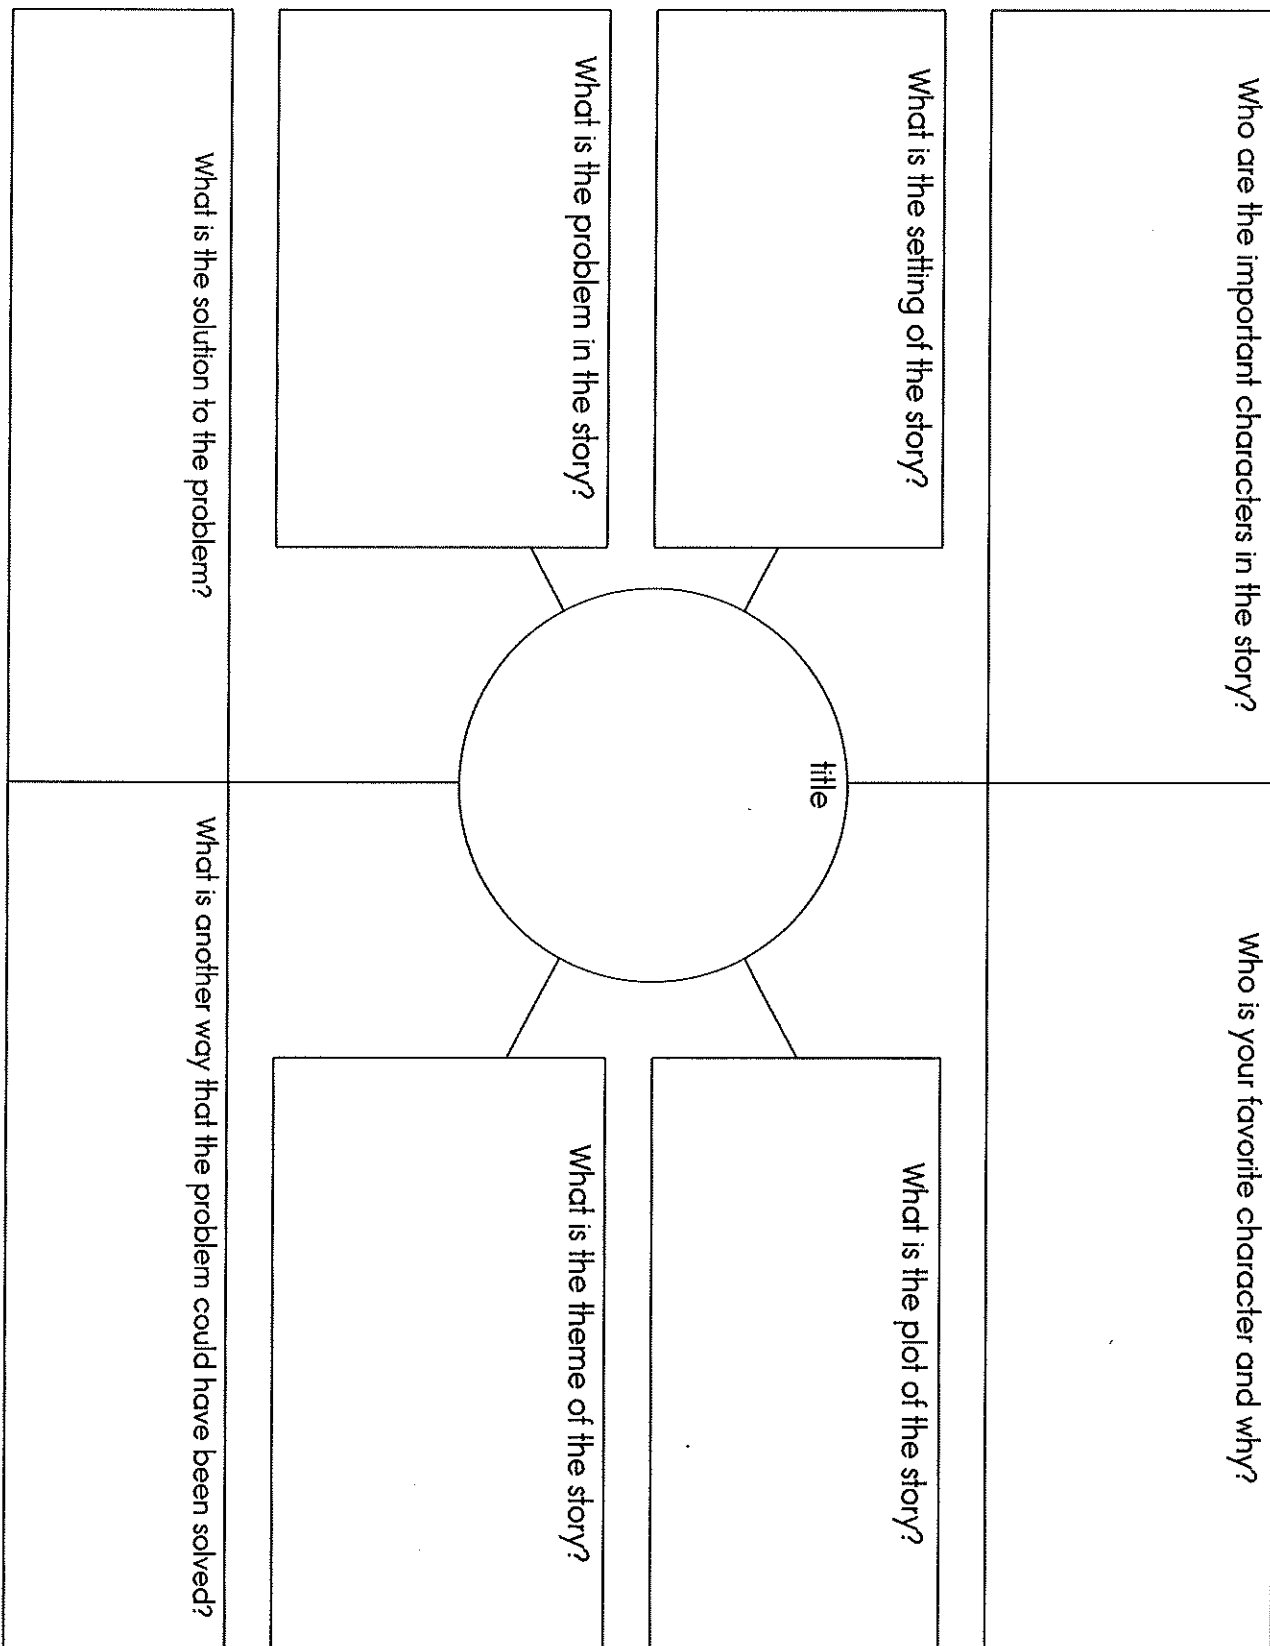 Who are the important characters in the story?
Who is your favorite character and why?
What is the setting of the story?
What is the plot of the story?
title
What is the problem in the story?
What is the theme of the story?
What is the solution to the problem?
What is another way that the problem could have been solved?